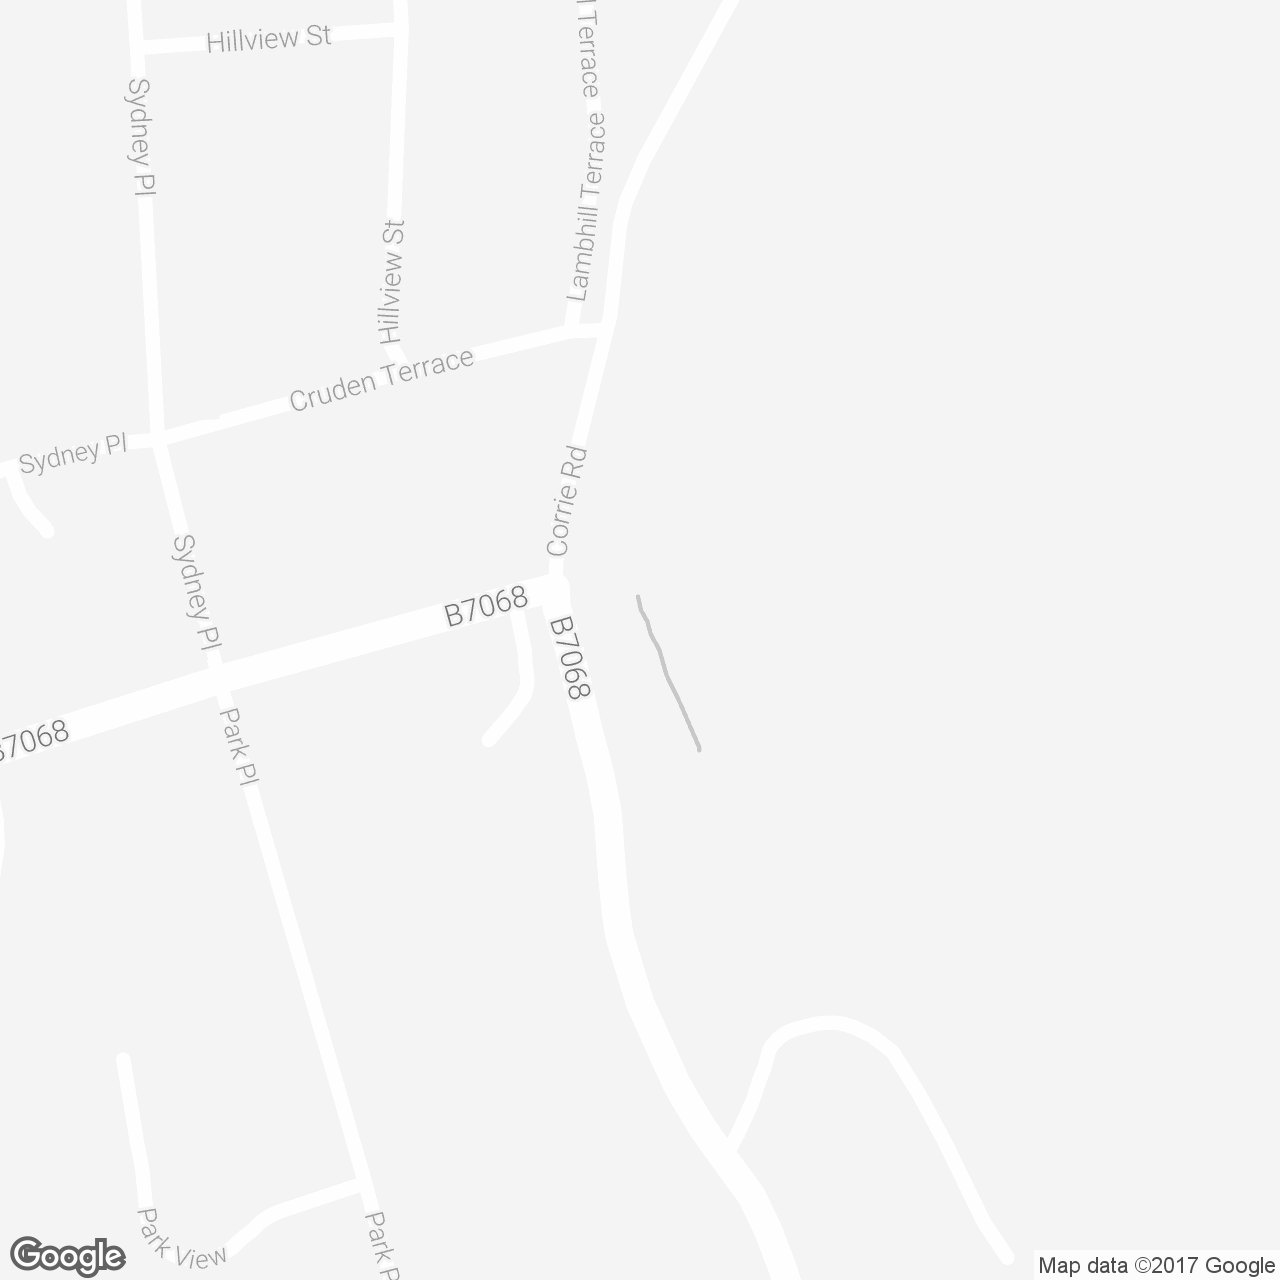 Hillview St
Terrace
Sydney Pl
Lambhill Terrace
Hillview St
Cruden Terrace
Sydney Pl
Corrie Rd
Sydney Pl
B7068
B7068
B7068
Park Pl
Park View
Park P
Google
Map data ©2017 Google